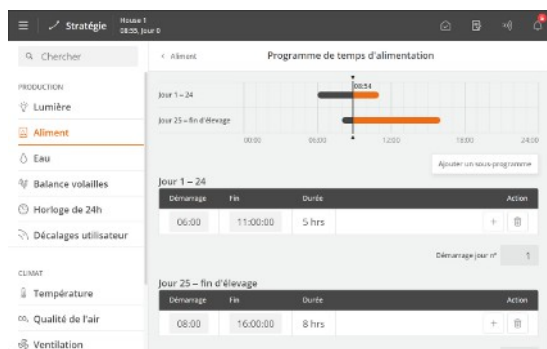 Stratégie
House 1
08:55, Jour 0
Chercher
PRODUCTION
Lumière
Aliment
Eau
Balance volailles
Horloge de 24h
Décalages utilisateur
CLIMAT
Température
Qualité de l'air
Ventilation
< Aliment
Programme de temps d'alimentation
08:54
Jour 1 – 24
Jour 25 – fin d'élevage
00:00 06:00 12:00 18:00 24:00
Ajouter un sous-programme
Jour 1 – 24
Démarrage Fin Durée Action
06:00 11:00:00 5 hrs +
Démarrage jour n° 1
Jour 25 – fin d'élevage
Démarrage Fin Durée Action
08:00 16:00:00 8 hrs +